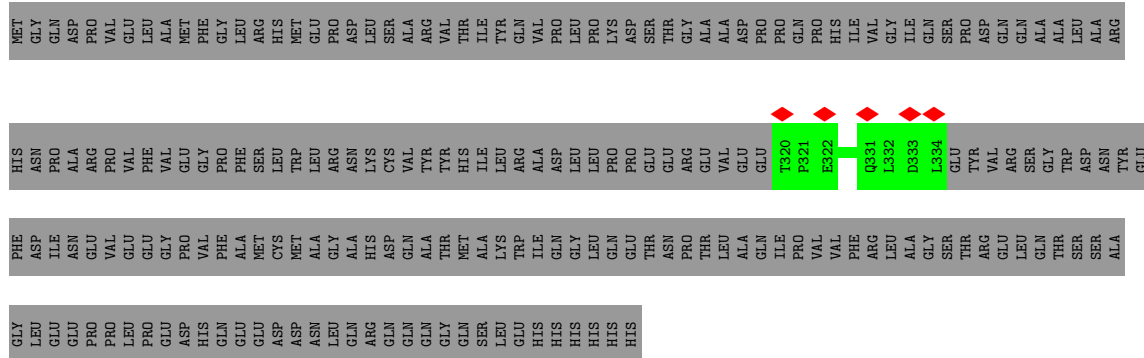 MET GLY GLN ASP PRO VAL GLU LEU ALA MET PHE GLY LEU ARG HIS MET GLU PRO ASP LEU SER ALA ARG VAL THR ILE TYR GLN VAL PRO LEU PRO LYS ASP SER THR GLY ALA ALA ASP PRO PRO GLN PRO HIS ILE VAL GLY ILE GLN SER PRO ASP GLN GLN ALA ALA LEU ALA ARG
HIS ASN PRO ALA ARG PRO VAL PHE VAL GLU GLY PRO PHE SER LEU TRP LEU ARG ASN LYS CYS VAL TYR TYR HIS ILE LEU ARG ALA ASP LEU LEU PRO PRO GLU GLU ARG GLU VAL GLU GLU T320 P321 E322 Q331 L332 D333 L334 GLU TYR VAL ARG SER GLY TRP ASP ASN TYR GLU
PHE ASP ILE ASN GLU VAL GLU GLY PRO VAL PHE ALA MET CYS MET ALA GLY ALA HIS ASP GLN ALA THR MET ALA LYS TRP ILE GLN GLY LEU GLN GLU THR ASN PRO THR LEU ALA GLN ILE PRO VAL VAL PHE ARG LEU ALA GLY SER THR ARG GLU LEU GLN THR SER SER ALA
GLY LEU GLU GLU PRO PRO LEU PRO GLU ASP HIS GLN GLU GLU ASP ASP ASN LEU GLN ARG GLN GLN GLN GLY GLN SER LEU GLU HIS HIS HIS HIS HIS HIS